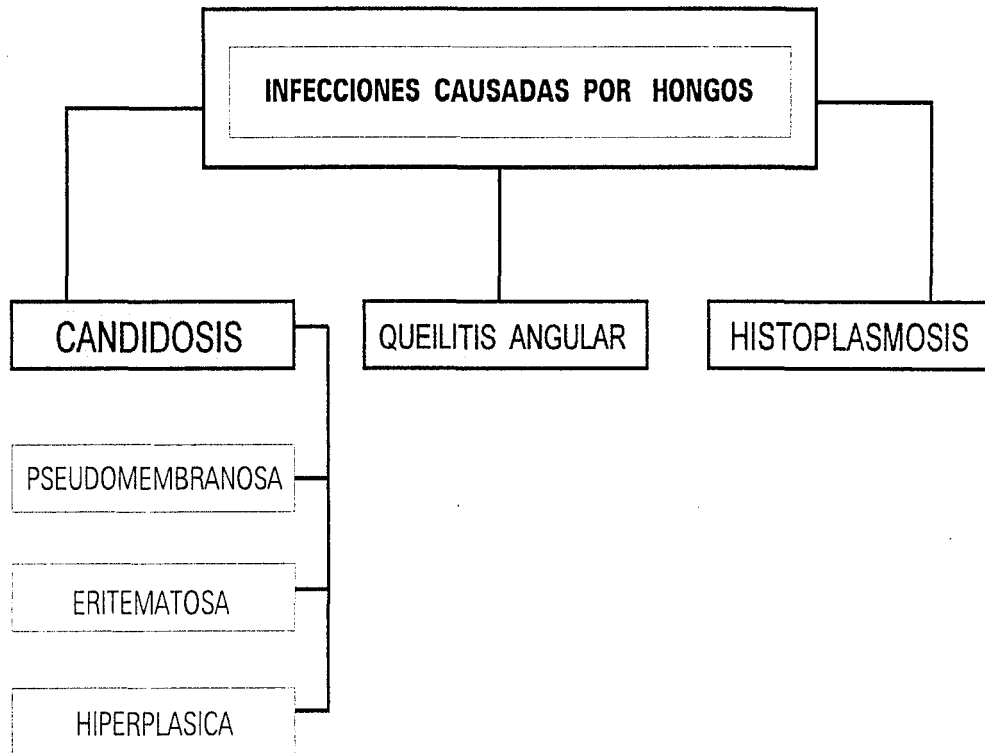 INFECCIONES CAUSADAS POR HONGOS
CANDIDOSIS
QUEILITIS ANGULAR
HISTOPLASMOSIS
PSEUDOMEMBRANOSA
ERITEMATOSA
HIPERPLASICA